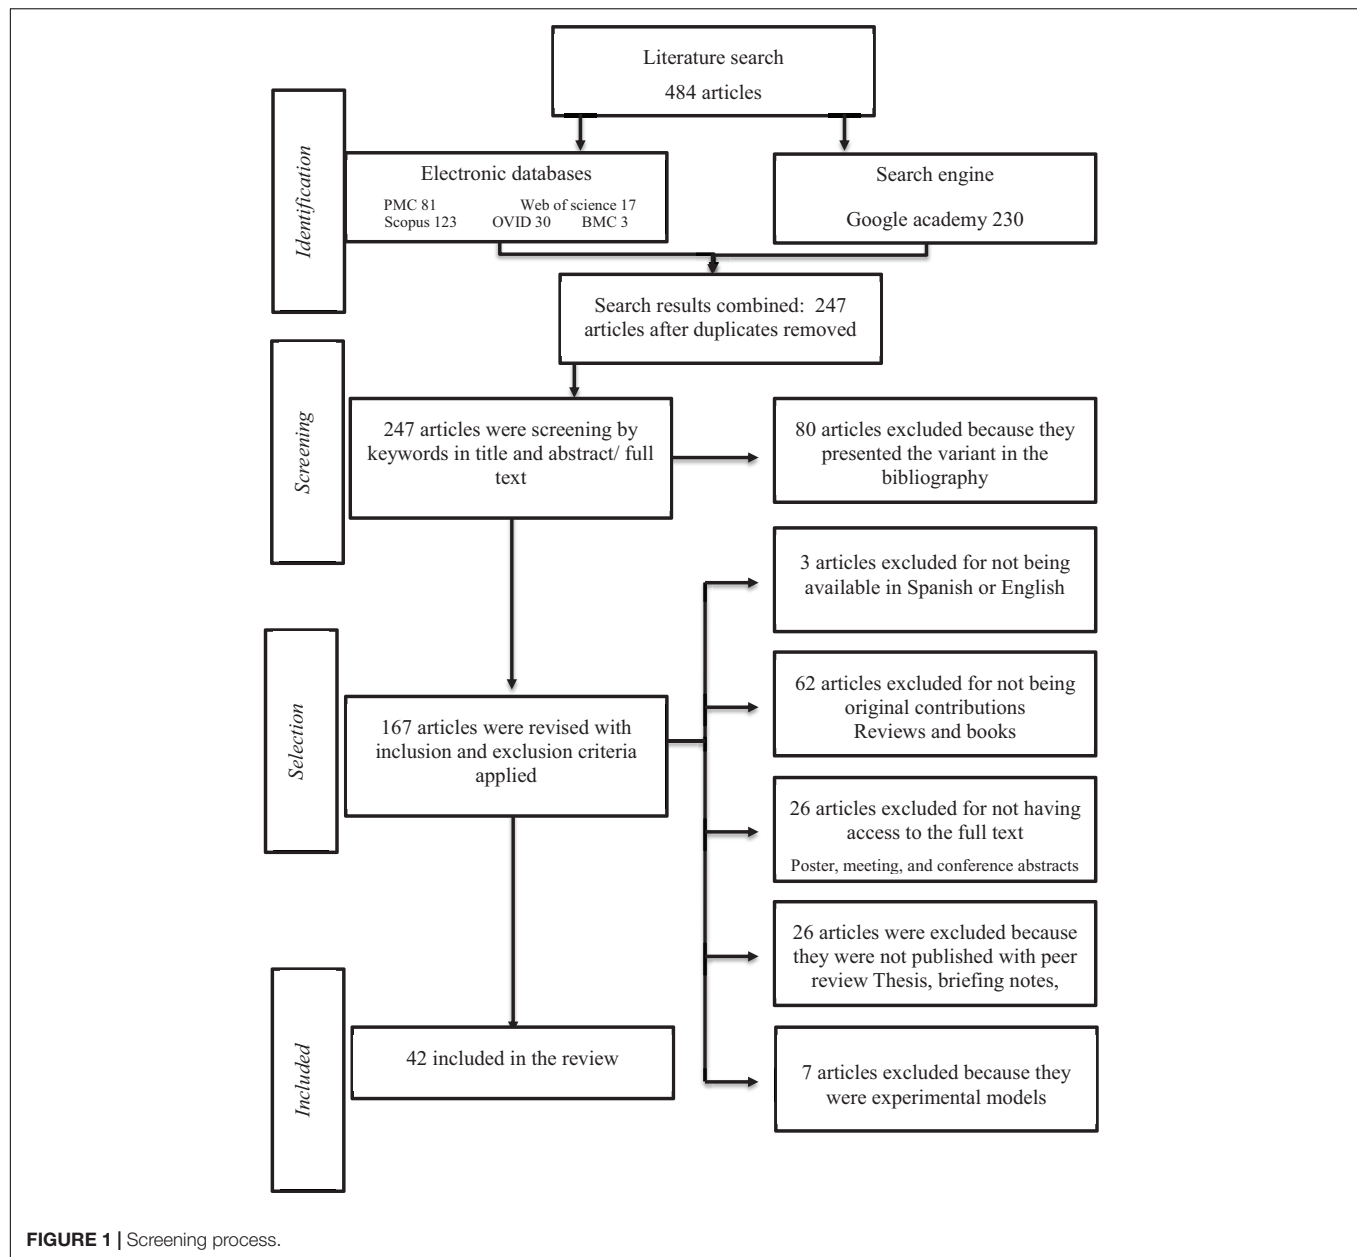 Literature search
484 articles
Identification
Electronic databases
PMC 81 Web of science 17
Scopus 123 OVID 30 BMC 3
Search engine
Google academy 230
Search results combined: 247
articles after duplicates removed
Screening
247 articles were screening by
keywords in title and abstract/ full
text
80 articles excluded because they
presented the variant in the
bibliography
3 articles excluded for not being
available in Spanish or English
Selection
167 articles were revised with
inclusion and exclusion criteria
applied
62 articles excluded for not being
original contributions
Reviews and books
26 articles excluded for not having
access to the full text
Poster, meeting, and conference abstracts
26 articles were excluded because
they were not published with peer
review Thesis, briefing notes,
Included
42 included in the review
7 articles excluded because they
were experimental models
FIGURE 1 | Screening process.